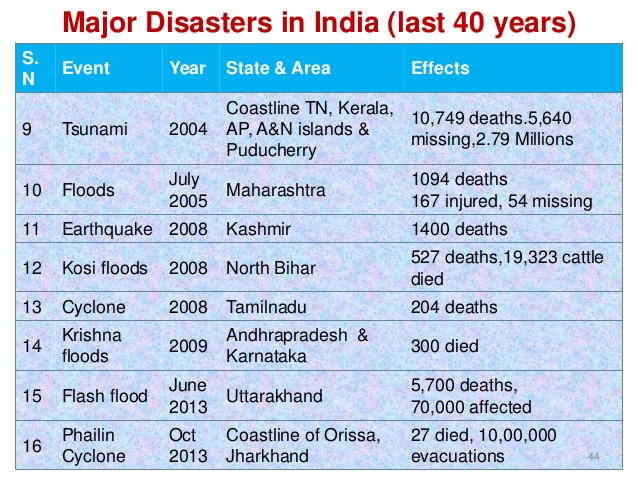 Major Disasters in India (last 40 years)
S. N Event Year State & Area Effects
9 Tsunami 2004 Coastline TN, Kerala, AP, A&N islands & Puducherry 10,749 deaths.5,640 missing,2.79 Millions
10 Floods July 2005 Maharashtra 1094 deaths 167 injured, 54 missing
11 Earthquake 2008 Kashmir 1400 deaths
12 Kosi floods 2008 North Bihar 527 deaths,19,323 cattle died
13 Cyclone 2008 Tamilnadu 204 deaths
14 Krishna floods 2009 Andhrapradesh & Karnataka 300 died
15 Flash flood June 2013 Uttarakhand 5,700 deaths, 70,000 affected
16 Phailin Cyclone Oct 2013 Coastline of Orissa, Jharkhand 27 died, 10,00,000 evacuations
44